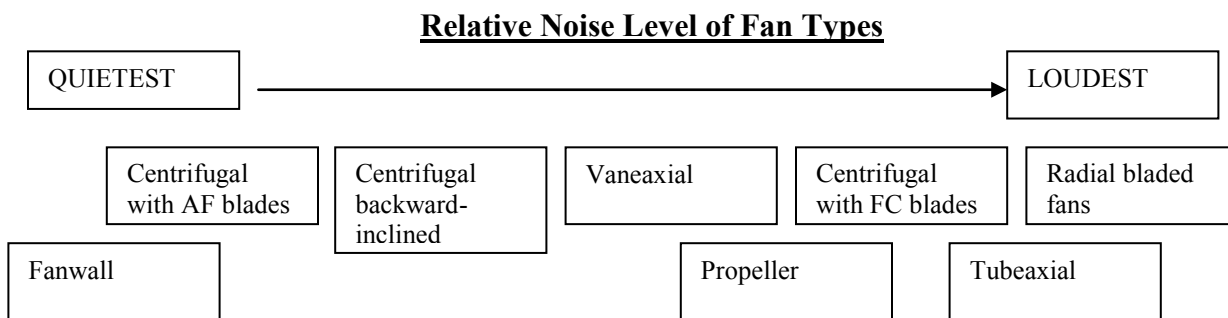 Relative Noise Level of Fan Types
QUIETEST
LOUDEST
Centrifugal
with AF blades
Centrifugal
backward-
inclined
Vaneaxial
Centrifugal
with FC blades
Radial bladed
fans
Fanwall
Propeller
Tubeaxial